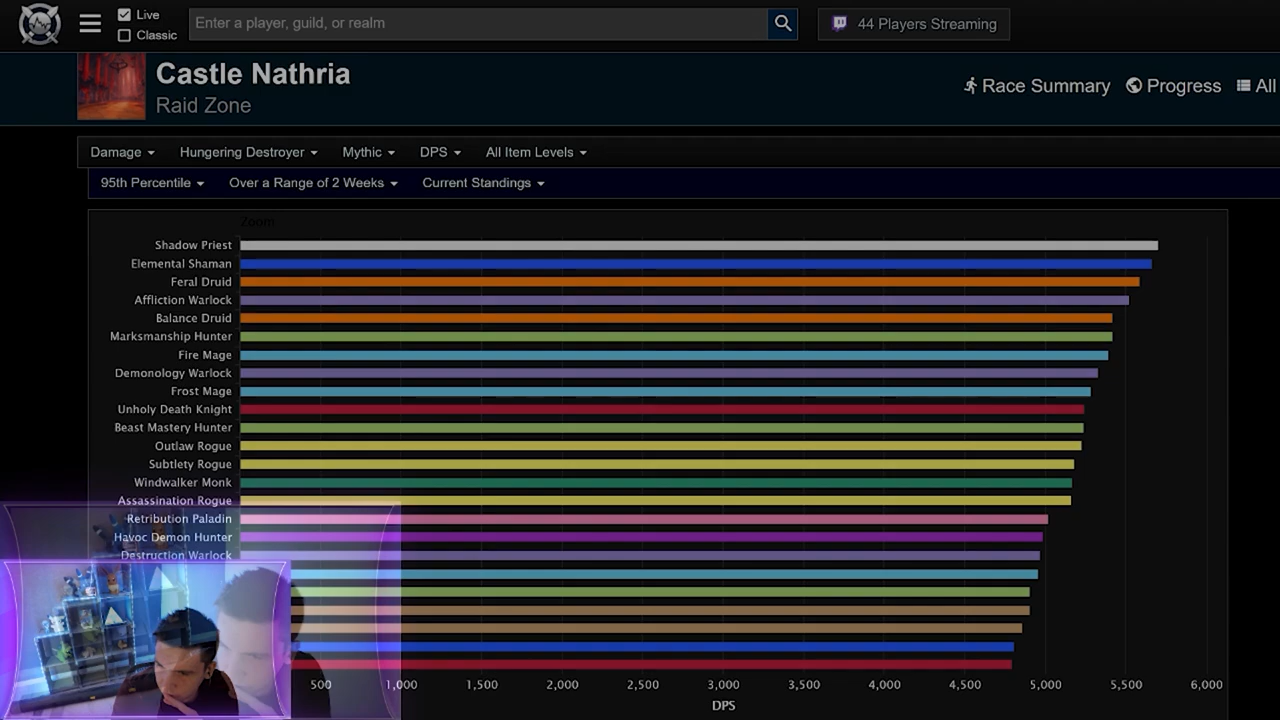 Live
Classic
Enter a player, guild, or realm
44 Players Streaming
Castle Nathria
Raid Zone
Race Summary Progress All
Damage Hungering Destroyer Mythic DPS All Item Levels
95th Percentile Over a Range of 2 Weeks Current Standings
Zoom
Shadow Priest
Elemental Shaman
Feral Druid
Affliction Warlock
Balance Druid
Marksmanship Hunter
Fire Mage
Demonology Warlock
Frost Mage
Unholy Death Knight
Beast Mastery Hunter
Outlaw Rogue
Subtlety Rogue
Windwalker Monk
Assassination Rogue
Retribution Paladin
Havoc Demon Hunter
Destruction Warlock
500 1,000 1,500 2,000 2,500 3,000 3,500 4,000 4,500 5,000 5,500 6,000
DPS